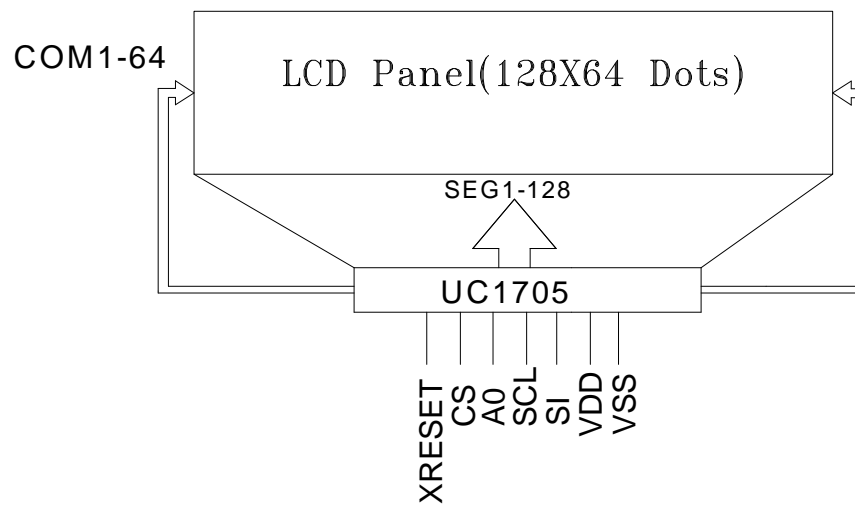 COM1-64
LCD Panel(128X64 Dots)
SEG1-128
UC1705
XRESET
CS
A0
SCL
SI
VDD
VSS